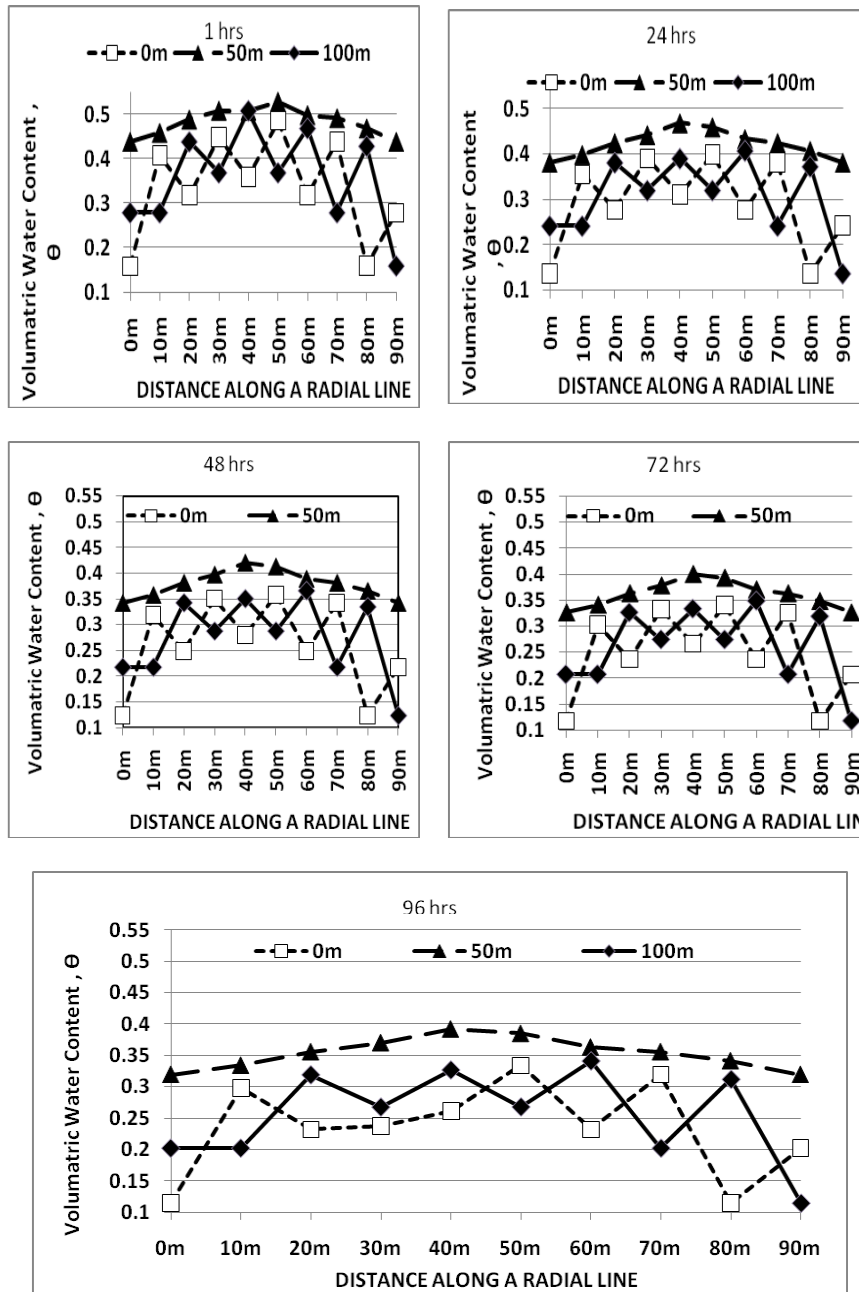 1 hrs
0m 50m 100m
Volumatric Water Content , Ɵ
0.5
0.4
0.3
0.2
0.1
0m 10m 20m 30m 40m 50m 60m 70m 80m 90m
DISTANCE ALONG A RADIAL LINE
24 hrs
0m 50m 100m
Volumatric Water Content , Ɵ
0.5
0.4
0.3
0.2
0.1
0m 10m 20m 30m 40m 50m 60m 70m 80m 90m
DISTANCE ALONG A RADIAL LINE
48 hrs
0m 50m
Volumatric Water Content , Ɵ
0.55
0.5
0.45
0.4
0.35
0.3
0.25
0.2
0.15
0.1
0m 10m 20m 30m 40m 50m 60m 70m 80m 90m
DISTANCE ALONG A RADIAL LINE
72 hrs
0m 50m
Volumatric Water Content , Ɵ
0.55
0.5
0.45
0.4
0.35
0.3
0.25
0.2
0.15
0.1
0m 10m 20m 30m 40m 50m 60m 70m 80m 90m
DISTANCE ALONG A RADIAL LIN
96 hrs
0m 50m 100m
Volumatric Water Content , Ɵ
0.55
0.5
0.45
0.4
0.35
0.3
0.25
0.2
0.15
0.1
0m 10m 20m 30m 40m 50m 60m 70m 80m 90m
DISTANCE ALONG A RADIAL LINE